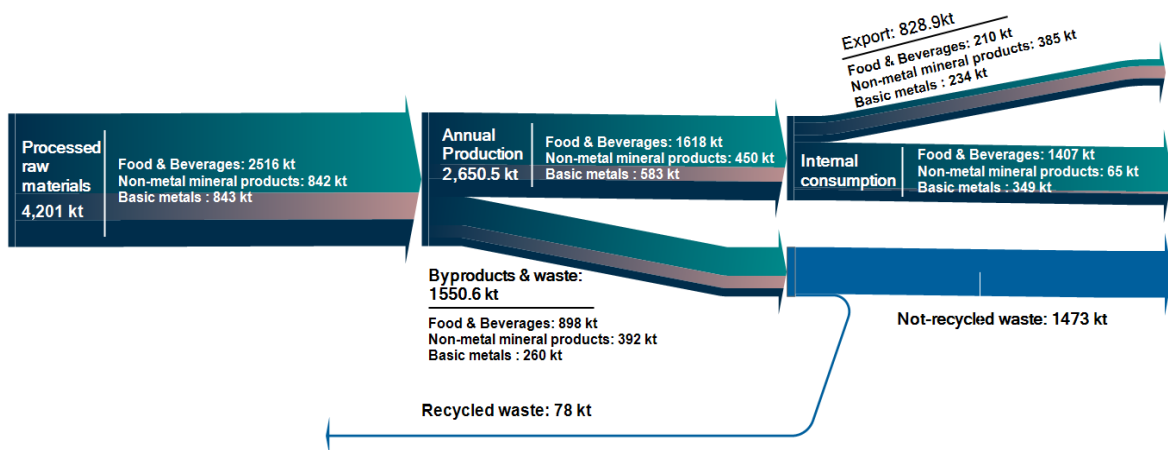 Export: 828.9kt
Food & Beverages: 210 kt
Non-metal mineral products: 385 kt
Basic metals : 234 kt
Processed
raw
materials
4,201 kt
Food & Beverages: 2516 kt
Non-metal mineral products: 842 kt
Basic metals : 843 kt
Annual
Production
2,650.5 kt
Food & Beverages: 1618 kt
Non-metal mineral products: 450 kt
Basic metals : 583 kt
Internal
consumption
Food & Beverages: 1407 kt
Non-metal mineral products: 65 kt
Basic metals : 349 kt
Byproducts & waste:
1550.6 kt
Food & Beverages: 898 kt
Non-metal mineral products: 392 kt
Basic metals : 260 kt
Not-recycled waste: 1473 kt
Recycled waste: 78 kt